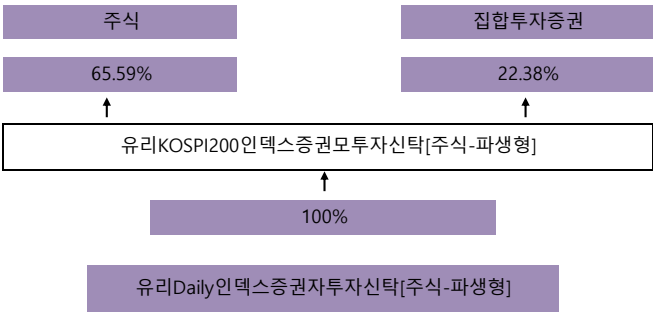 주식
집합투자증권
65.59%
22.38%
유리KOSPI200인덱스증권모투자신탁[주식-파생형]
100%
유리Daily인덱스증권자투자신탁[주식-파생형]